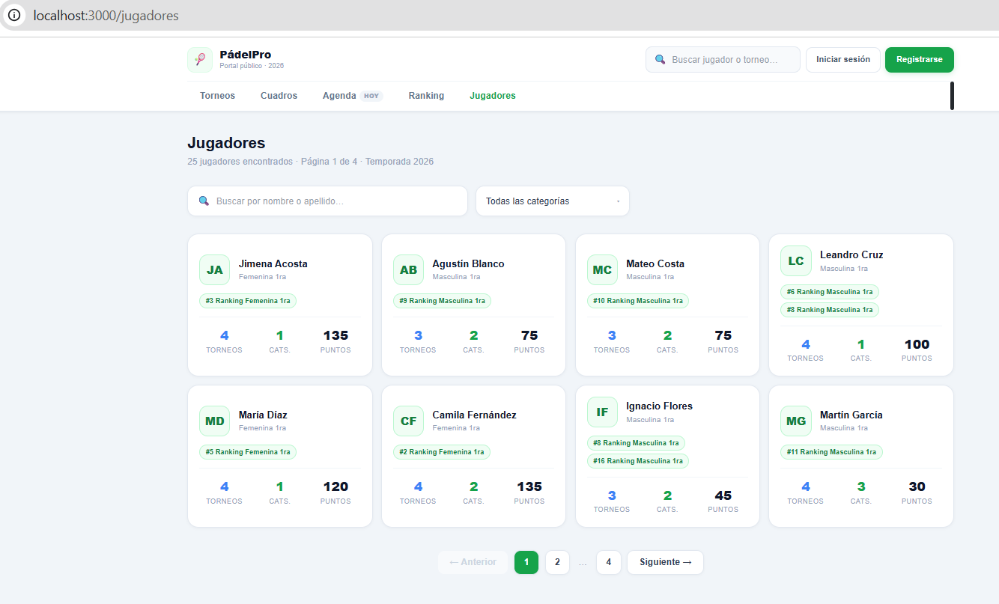 localhost:3000/jugadores
PádelPro
Portal público · 2026
Buscar jugador o torneo…
Iniciar sesión
Registrarse
Torneos
Cuadros
Agenda HOY
Ranking
Jugadores
Jugadores
25 jugadores encontrados · Página 1 de 4 · Temporada 2026
Buscar por nombre o apellido…
Todas las categorías
JA
Jimena Acosta
Femenina 1ra
#3 Ranking Femenina 1ra
4 1 135
TORNEOS CATS. PUNTOS
AB
Agustín Blanco
Masculina 1ra
#9 Ranking Masculina 1ra
3 2 75
TORNEOS CATS. PUNTOS
MC
Mateo Costa
Masculina 1ra
#10 Ranking Masculina 1ra
3 2 75
TORNEOS CATS. PUNTOS
LC
Leandro Cruz
Masculina 1ra
#6 Ranking Masculina 1ra
#8 Ranking Masculina 1ra
4 1 100
TORNEOS CATS. PUNTOS
MD
María Díaz
Femenina 1ra
#5 Ranking Femenina 1ra
4 1 120
TORNEOS CATS. PUNTOS
CF
Camila Fernández
Femenina 1ra
#2 Ranking Femenina 1ra
4 2 135
TORNEOS CATS. PUNTOS
IF
Ignacio Flores
Masculina 1ra
#8 Ranking Masculina 1ra
#16 Ranking Masculina 1ra
3 2 45
TORNEOS CATS. PUNTOS
MG
Martín García
Masculina 1ra
#11 Ranking Masculina 1ra
4 3 30
TORNEOS CATS. PUNTOS
← Anterior 1 2 … 4 Siguiente →